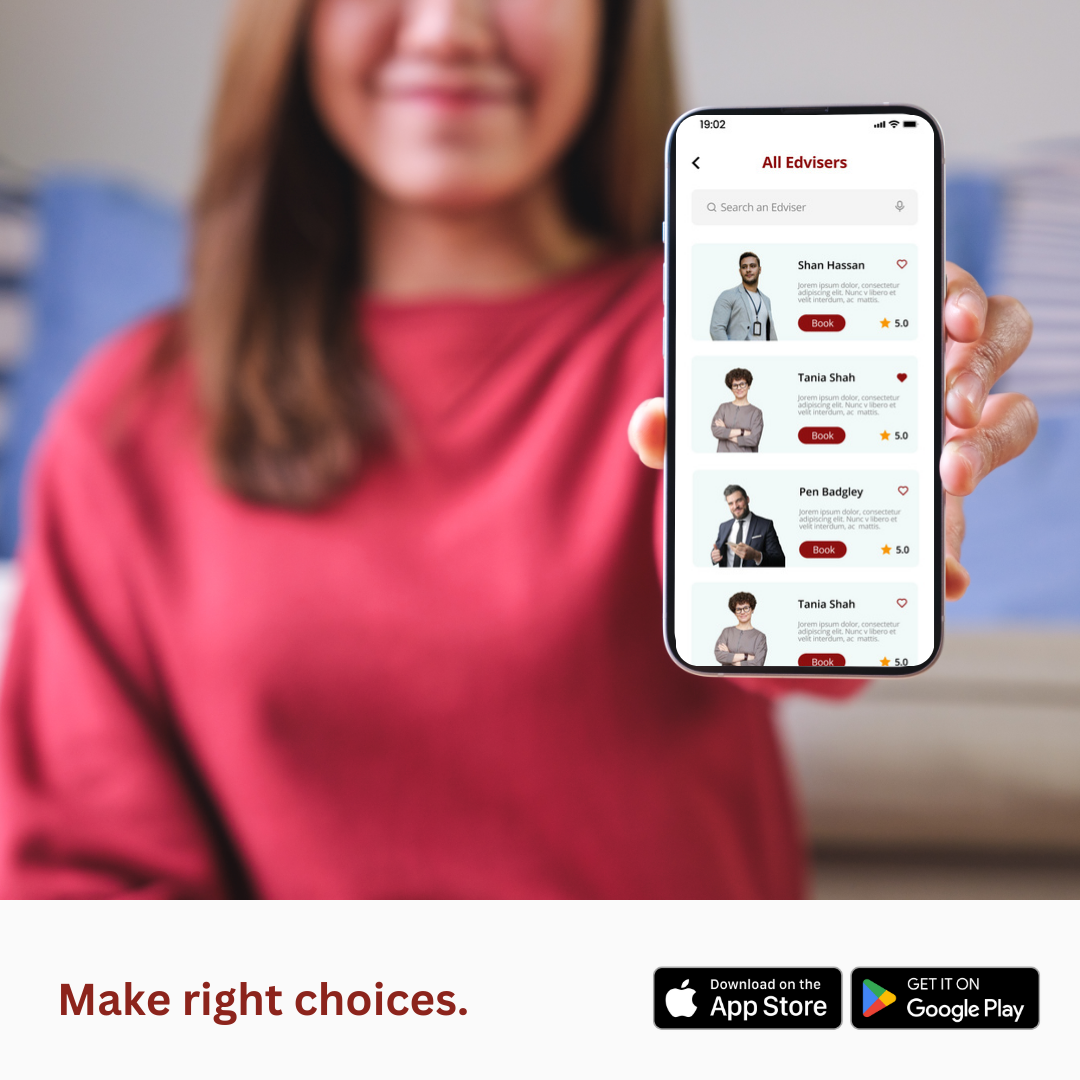 19:02
All Edvisers
Search an Edviser
Shan Hassan
Jorem ipsum dolor, consectetur
adipiscing elit. Nunc v libero et
velit interdum, ac  mattis.
Book
5.0
Tania Shah
Jorem ipsum dolor, consectetur
adipiscing elit. Nunc v libero et
velit interdum, ac  mattis.
Book
5.0
Pen Badgley
Jorem ipsum dolor, consectetur
adipiscing elit. Nunc v libero et
velit interdum, ac  mattis.
Book
5.0
Tania Shah
Jorem ipsum dolor, consectetur
adipiscing elit. Nunc v libero et
velit interdum, ac  mattis.
Book
5.0
Make right choices.
Download on the
App Store
GET IT ON
Google Play